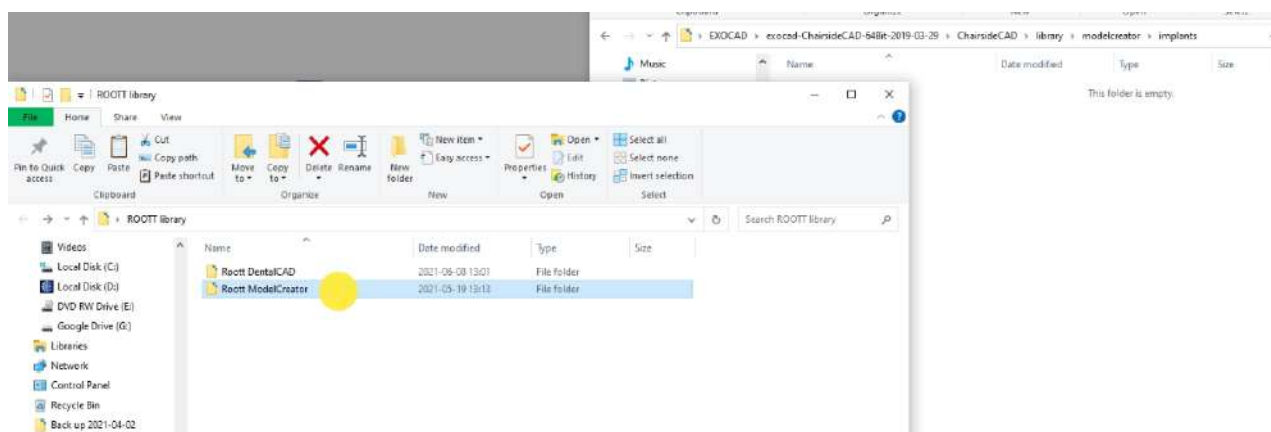 ← → ↑ › EXOCAD › exocad-ChairsideCAD-64Bit-2019-03-29 › ChairsideCAD › library › modelcreator › implants
Music
Name Date modified Type Size
This folder is empty.
ROOTT library
File Home Share View
Pin to Quick access
Copy
Paste
Cut
Copy path
Paste shortcut
Clipboard
Move to
Copy to
Delete
Rename
Organize
New folder
New item
Easy access
New
Properties
Open
Edit
History
Open
Select all
Select none
Invert selection
Select
› ROOTT library
Search ROOTT library
Name Date modified Type Size
Roott DentalCAD 2021-06-08 13:01 File folder
Roott ModelCreator 2021-05-19 13:13 File folder
Videos
Local Disk (C:)
Local Disk (D:)
DVD RW Drive (E:)
Google Drive (G:)
Libraries
Network
Control Panel
Recycle Bin
Back up 2021-04-02